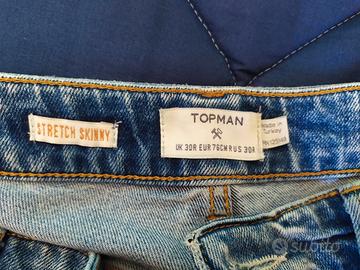 STRETCH SKINNY
TOPMAN
UK 30R EUR 76CM R US 30R
Made in
Turkey
subito